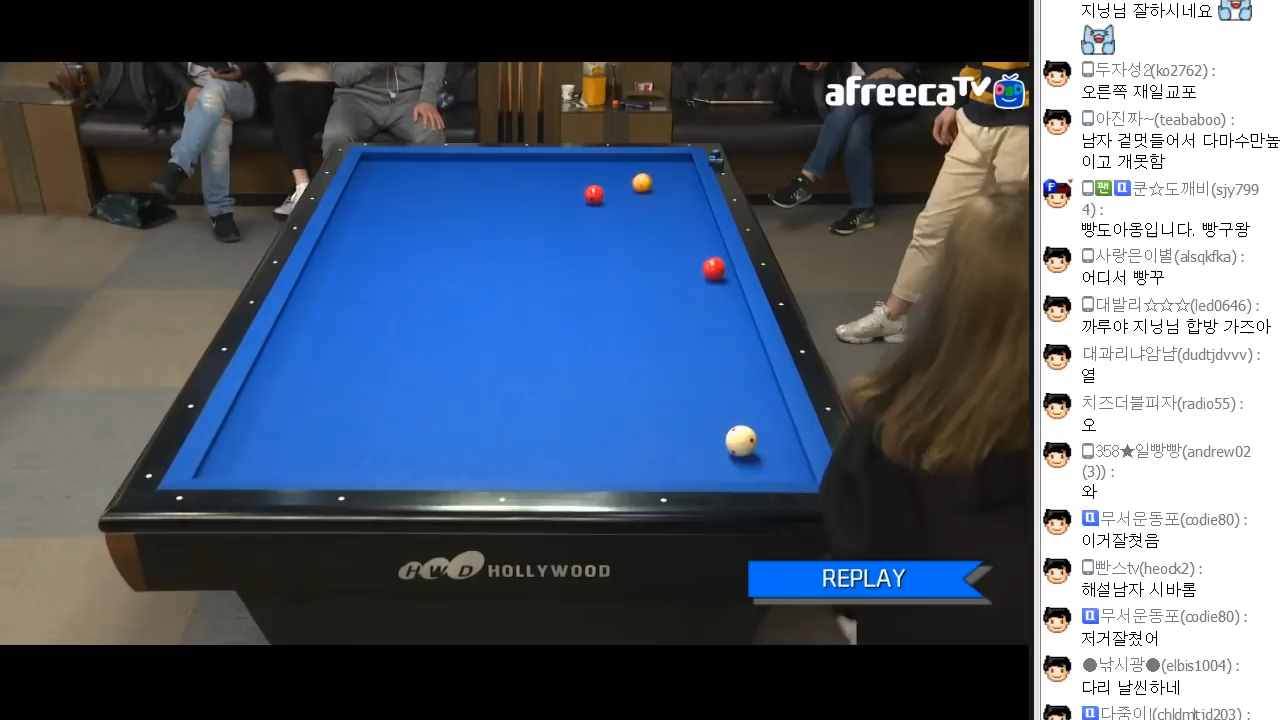 afreecaTV
HWD HOLLYWOOD
REPLAY
지닝님 잘하시네요
두자성2(ko2762) :
오른쪽 재일교포
아진짜~(teababoo) :
남자 겉멋들어서 다마수만높
이고 개못함
F 팬 쿤☆도깨비(sjy799
4) :
빵도아옹입니다. 빵구왕
사랑은이별(alsqkfka) :
어디서 빵꾸
대발리☆☆☆(led0646) :
까루야 지닝님 합방 가즈아
대과리냐암냠(dudtjdvvv) :
열
치즈더블피자(radio55) :
오
358★일빵빵(andrew02
(3)) :
와
무서운동포(codie80) :
이거잘쳤음
빤스tv(heock2) :
해설남자 시바롬
무서운동포(codie80) :
저거잘쳤어
●낚시광●(elbis1004) :
다리 날씬하네